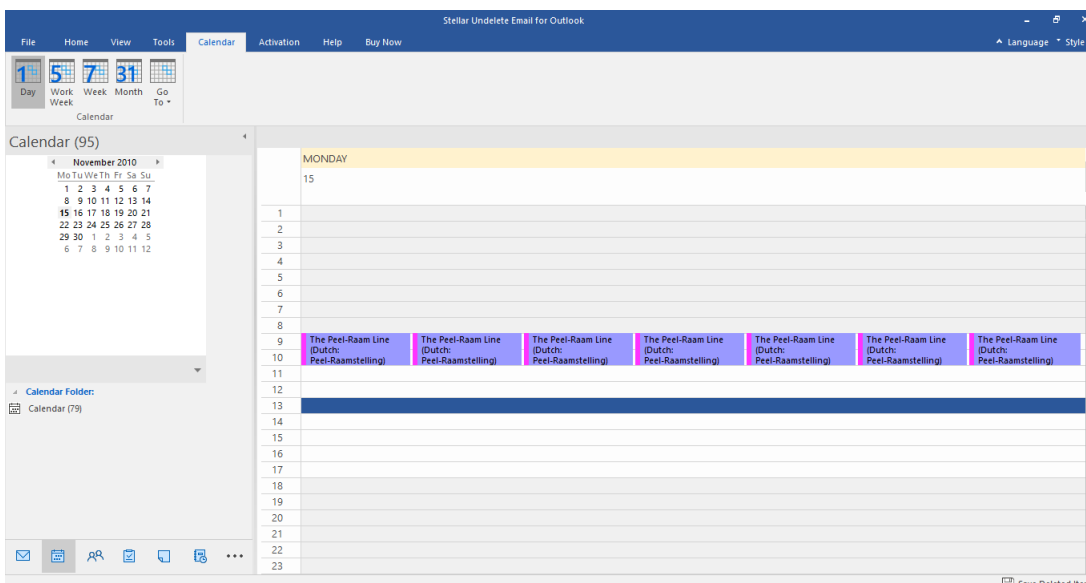 Stellar Undelete Email for Outlook
File Home View Tools Calendar Activation Help Buy Now Language Style
1 5 7 31
Day Work Week Week Month Go To
Calendar
Calendar (95)
November 2010
Mo Tu We Th Fr Sa Su
1 2 3 4 5 6 7
8 9 10 11 12 13 14
15 16 17 18 19 20 21
22 23 24 25 26 27 28
29 30 1 2 3 4 5
6 7 8 9 10 11 12
Calendar Folder:
Calendar (79)
MONDAY
15
1
2
3
4
5
6
7
8
9
10
11
12
13
14
15
16
17
18
19
20
21
22
23
The Peel-Raam Line The Peel-Raam Line The Peel-Raam Line The Peel-Raam Line The Peel-Raam Line The Peel-Raam Line The Peel-Raam Line
(Dutch: (Dutch: (Dutch: (Dutch: (Dutch: (Dutch: (Dutch:
Peel-Raamstelling) Peel-Raamstelling) Peel-Raamstelling) Peel-Raamstelling) Peel-Raamstelling) Peel-Raamstelling) Peel-Raamstelling)
Save Deleted